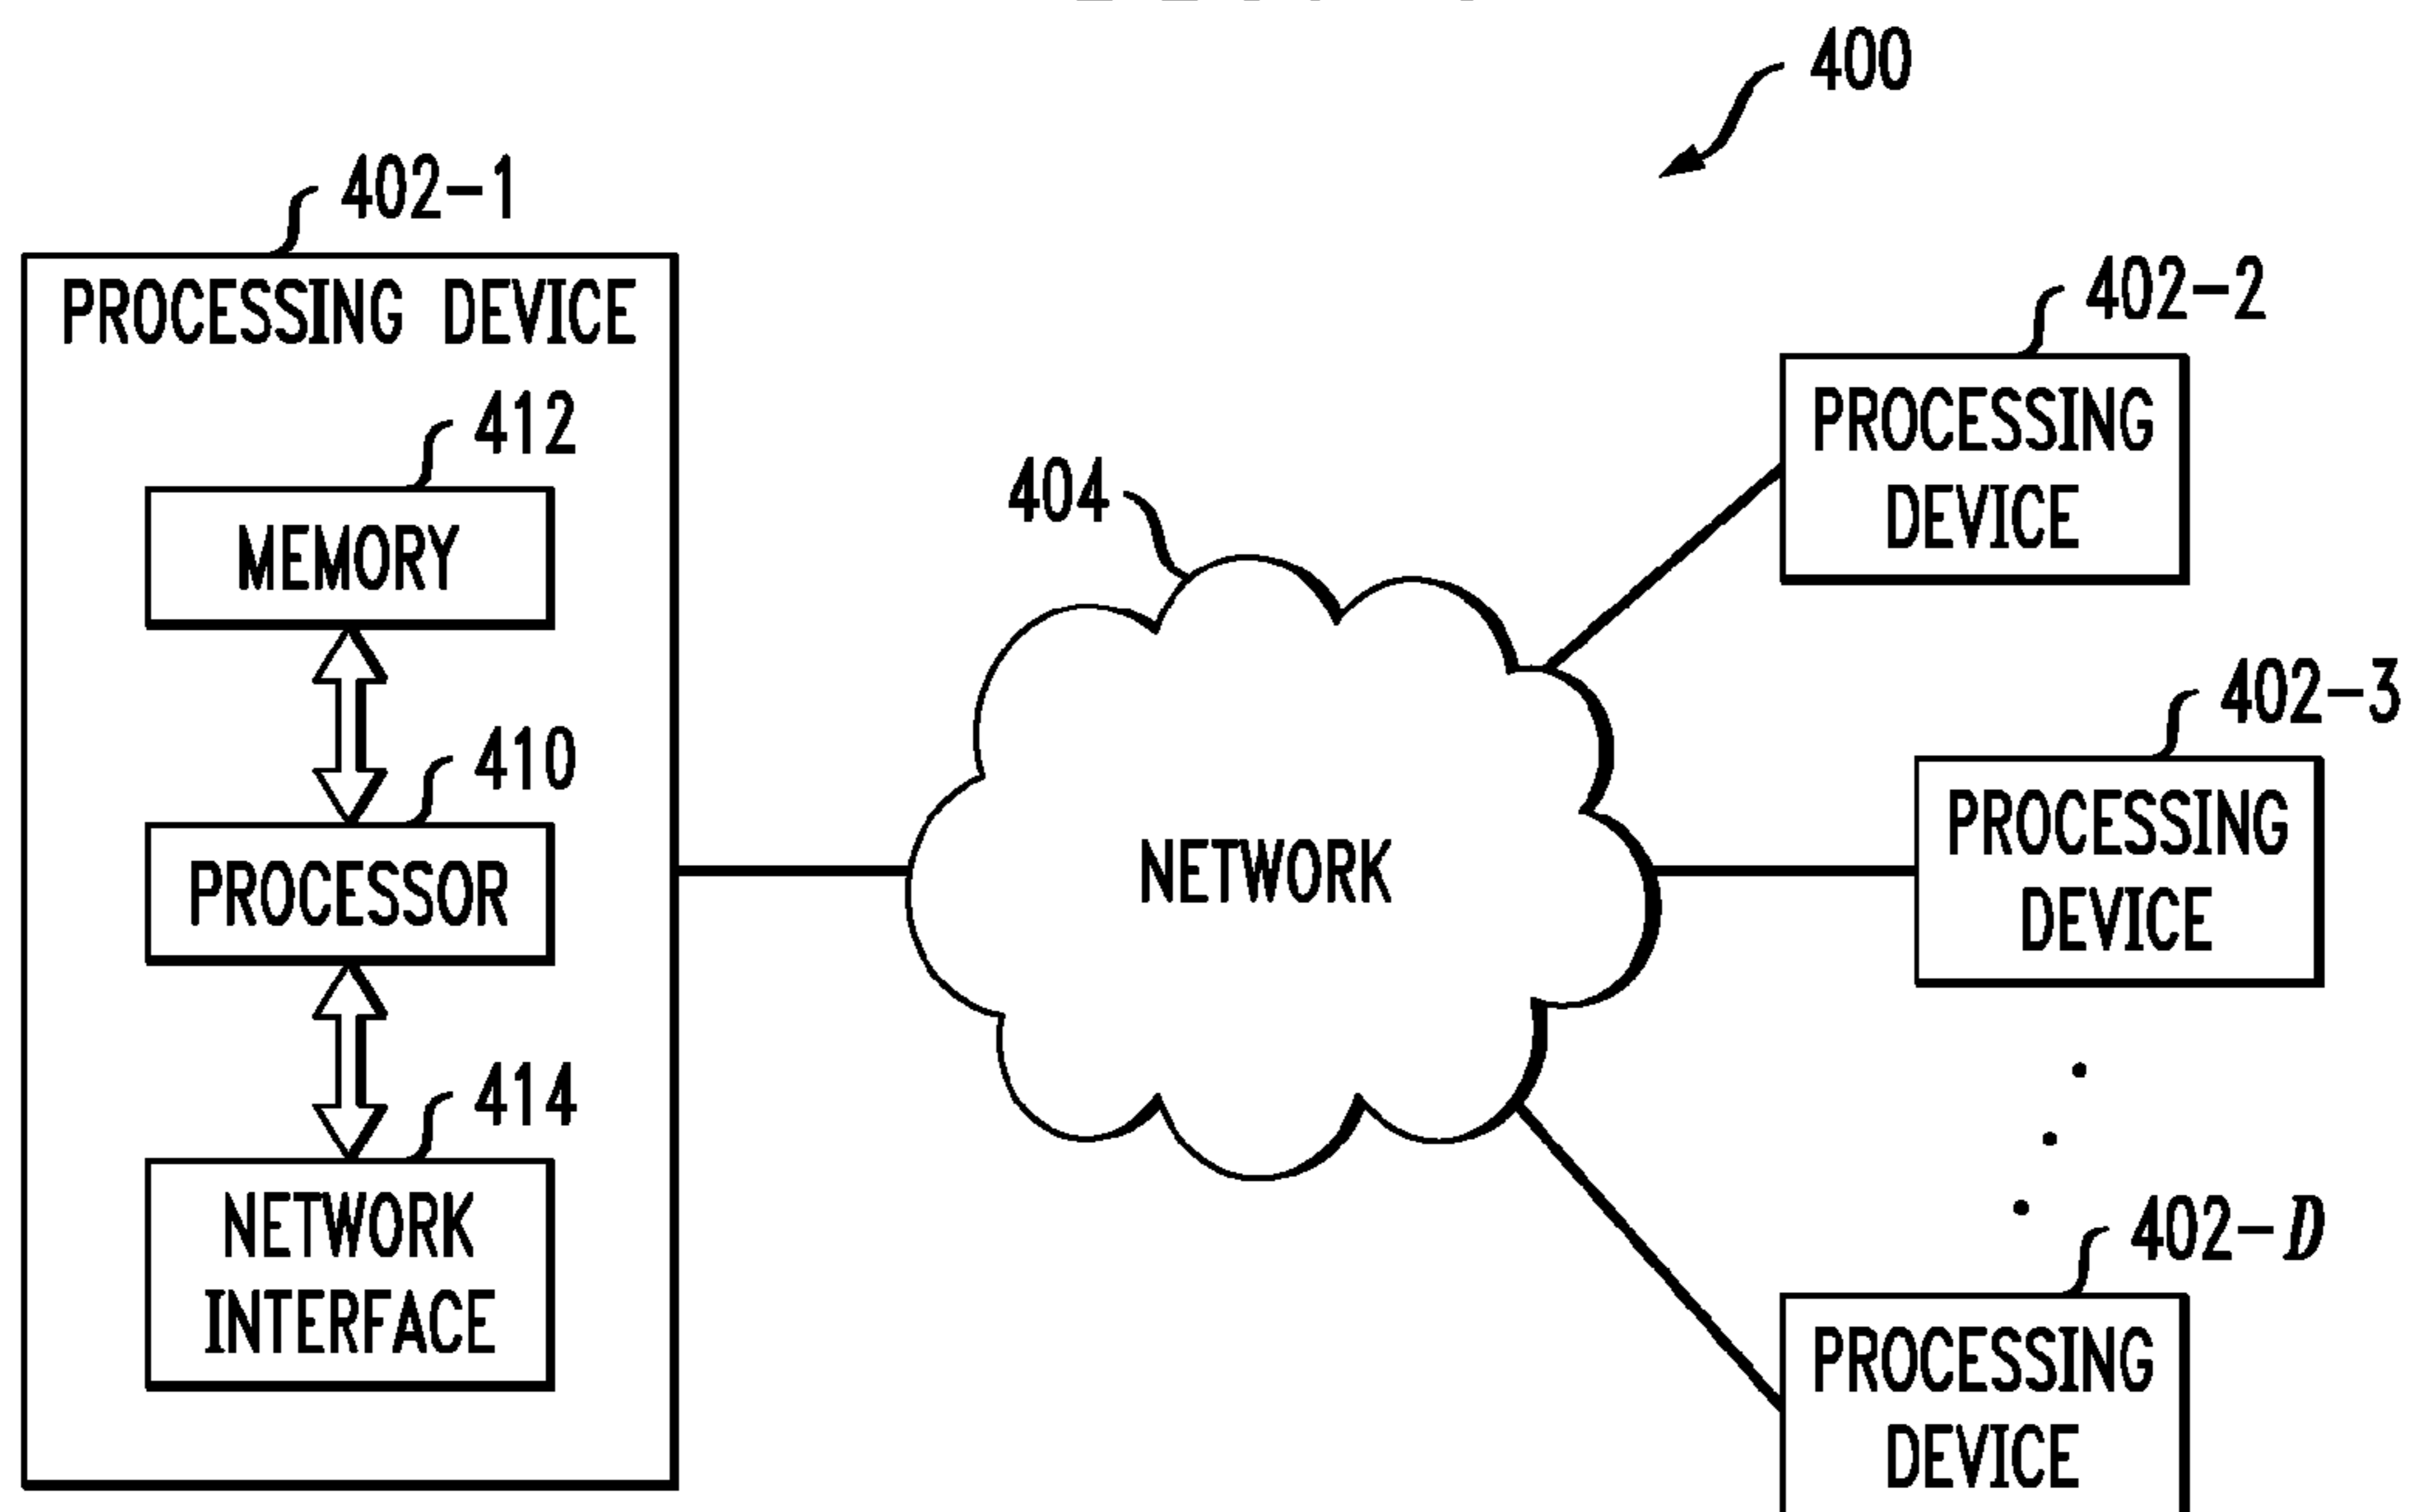 400
402-1
PROCESSING DEVICE
412
MEMORY
410
PROCESSOR
414
NETWORK
INTERFACE
404
NETWORK
402-2
PROCESSING
DEVICE
402-3
PROCESSING
DEVICE
402-D
PROCESSING
DEVICE